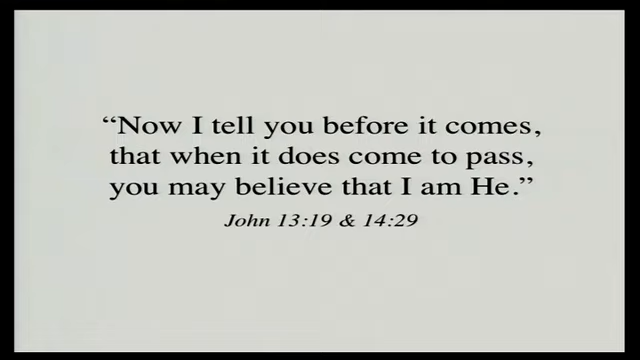 “Now I tell you before it comes,
that when it does come to pass,
you may believe that I am He.”
John 13:19 & 14:29